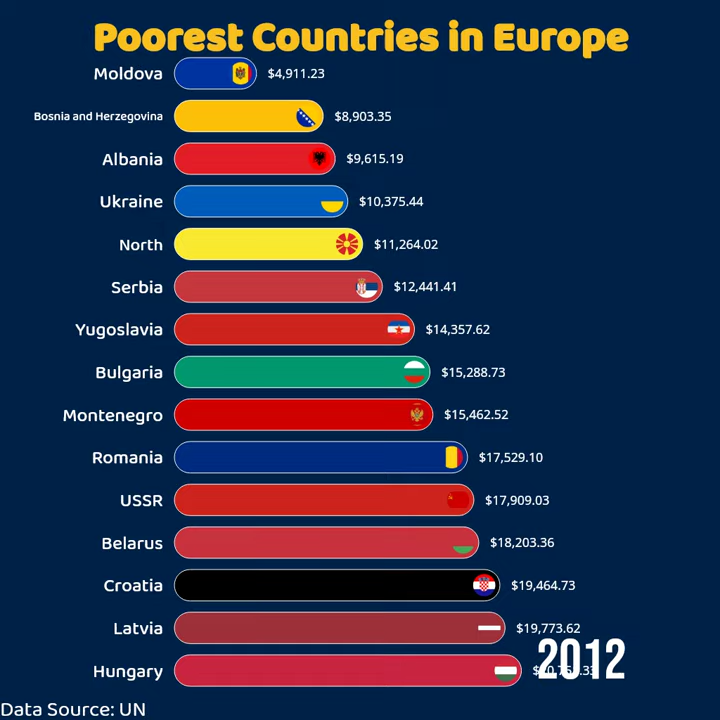 Poorest Countries in Europe
Moldova $4,911.23
Bosnia and Herzegovina $8,903.35
Albania $9,615.19
Ukraine $10,375.44
North $11,264.02
Serbia $12,441.41
Yugoslavia $14,357.62
Bulgaria $15,288.73
Montenegro $15,462.52
Romania $17,529.10
USSR $17,909.03
Belarus $18,203.36
Croatia $19,464.73
Latvia $19,773.62
Hungary
2012
Data Source: UN